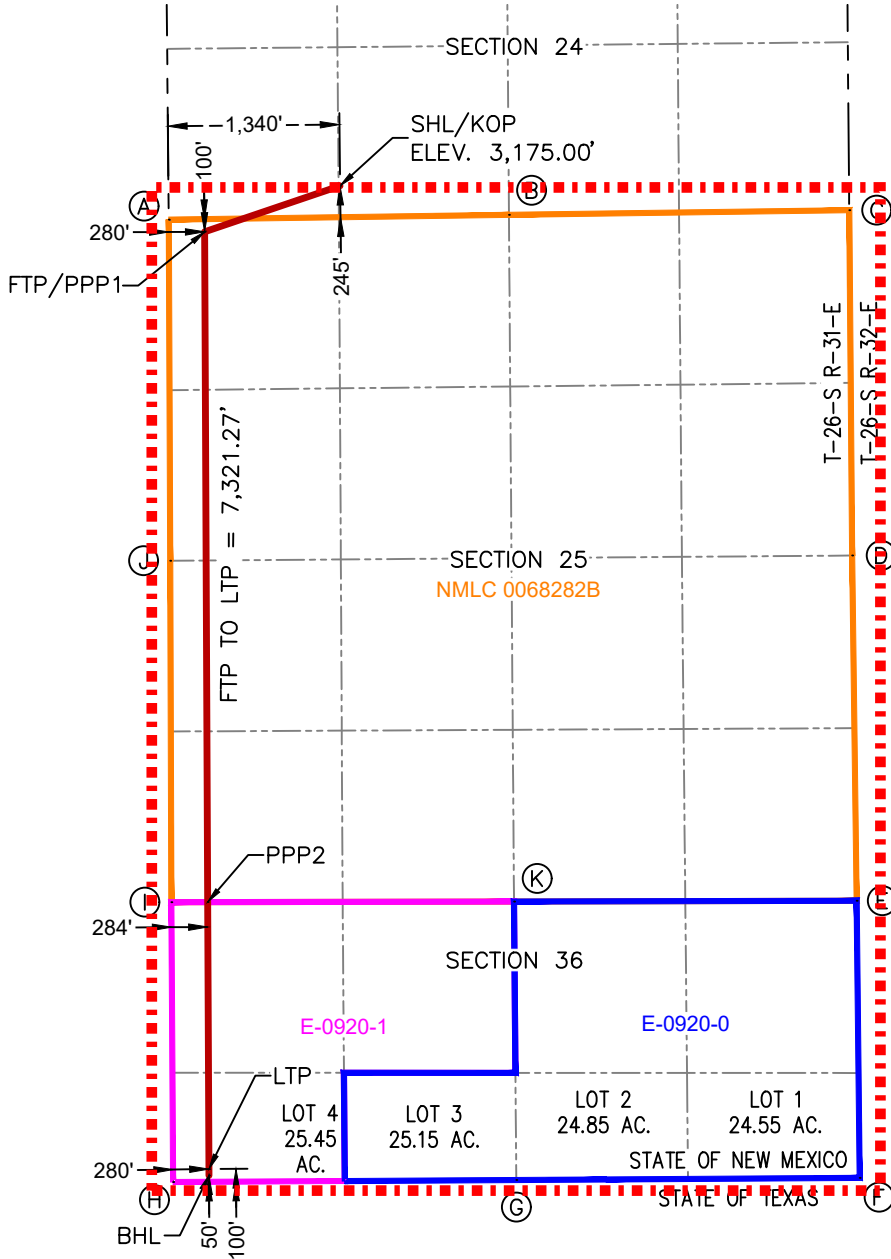 SECTION 24
1,340'
SHL/KOP
ELEV. 3,175.00'
100'
A
B
C
280'
FTP/PPP1
245'
T-26-S R-31-E
T-26-S R-32-E
FTP TO LTP = 7,321.27'
J
SECTION 25
D
NMLC 0068282B
PPP2
K
I
E
284'
SECTION 36
E-0920-1
E-0920-0
LTP
LOT 4
25.45
AC.
LOT 3
25.15 AC.
LOT 2
24.85 AC.
LOT 1
24.55 AC.
280'
STATE OF NEW MEXICO
H
G
STATE OF TEXAS
F
BHL
50'
100'